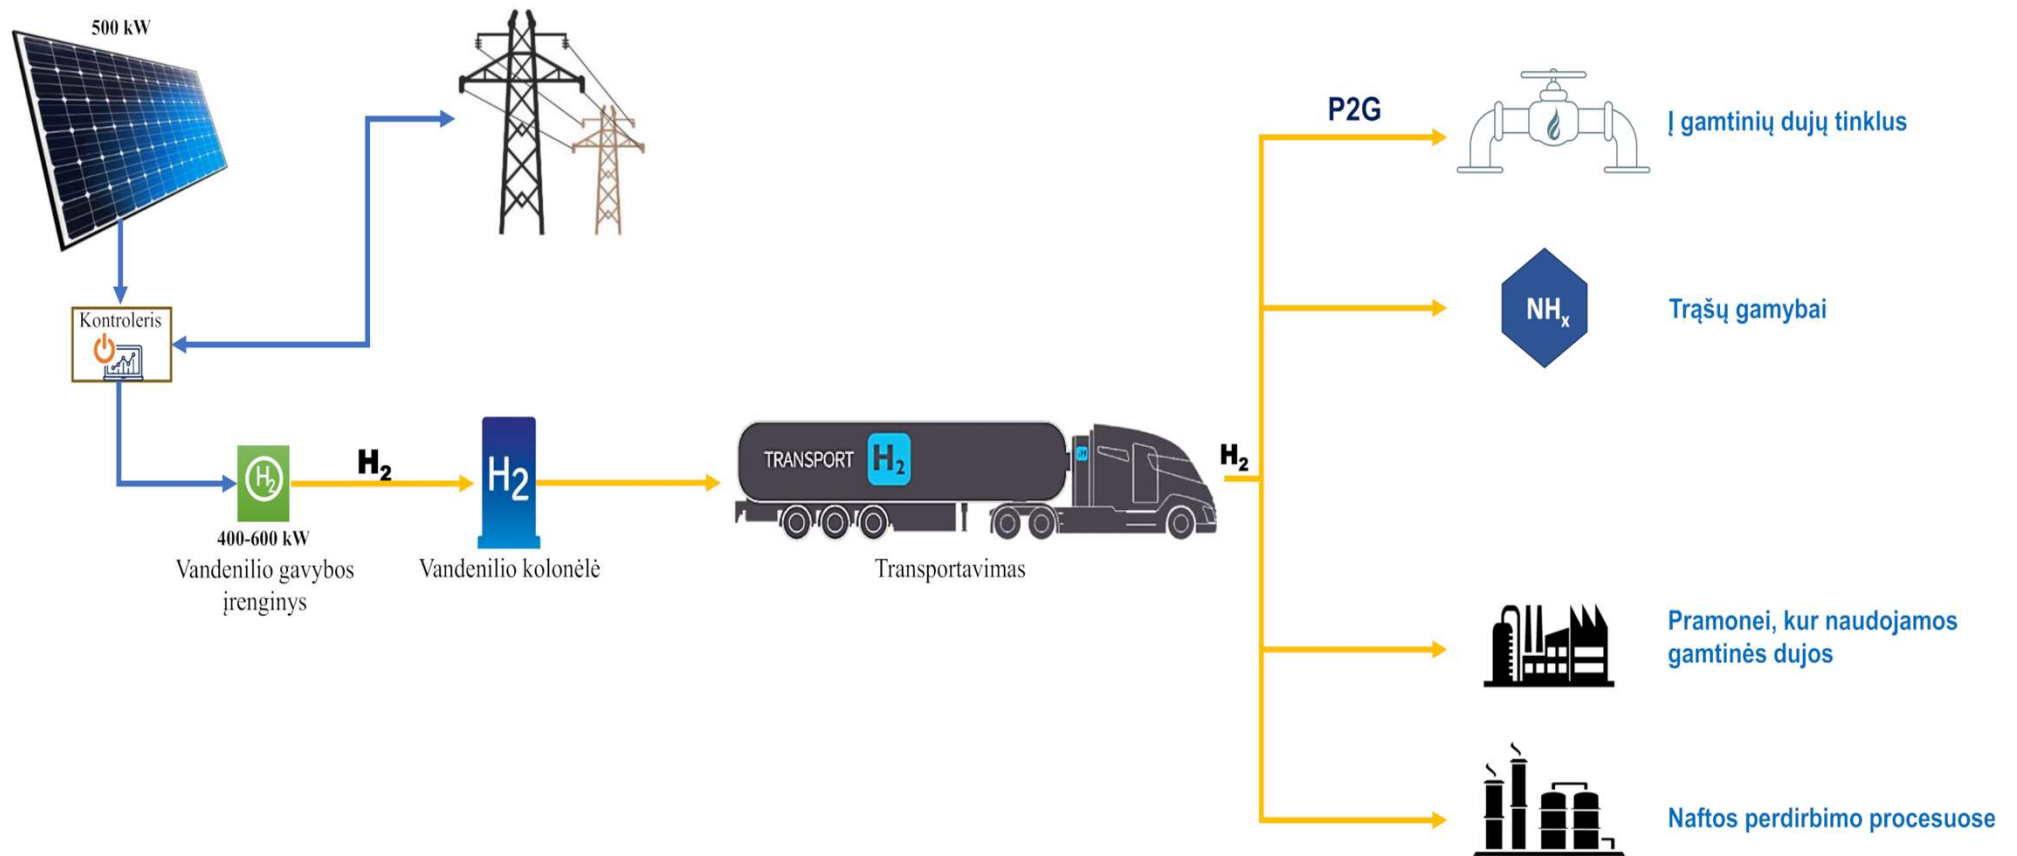 500 kW
P2G
Į gamtinių dujų tinklus
NHx
Trąšų gamybai
Kontroleris
H2
400-600 kW
Vandenilio gavybos
įrenginys
H2
H2
Vandenilio kolonėlė
TRANSPORT H2
Transportavimas
H2
Pramonei, kur naudojamos
gamtinės dujos
Naftos perdirbimo procesuose